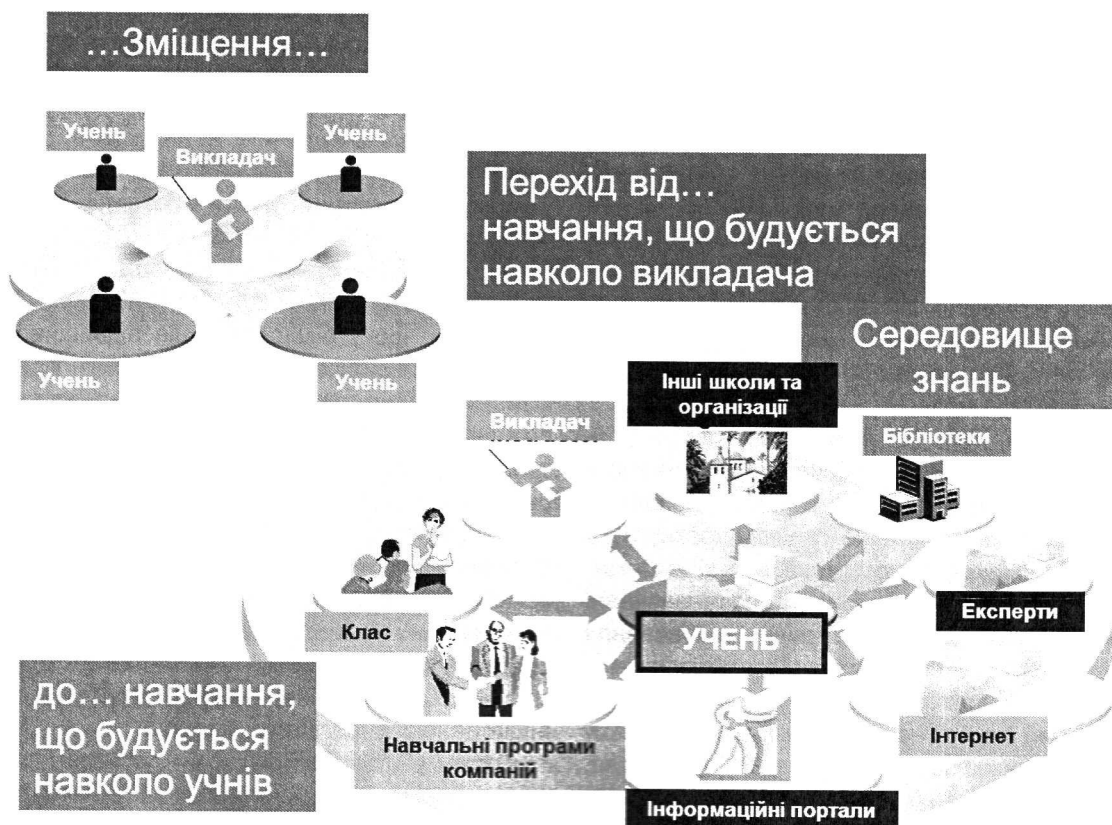 …Зміщення…
Учень
Учень
Викладач
Учень
Учень
Перехід від…
навчання, що будується
навколо викладача
Середовище
знань
Інші школи та
організації
Викладач
Бібліотеки
Експерти
Клас
УЧЕНЬ
до… навчання,
що будується
навколо учнів
Навчальні програми
компаній
Інтернет
Інформаційні портали